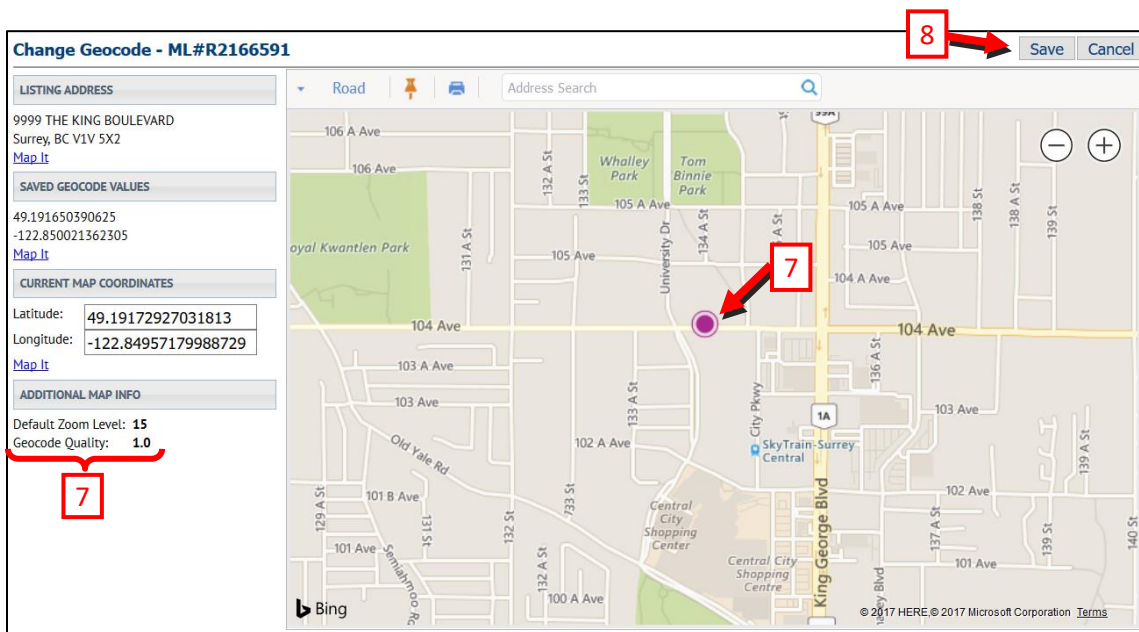 8
Change Geocode - ML#R2166591
Save Cancel
LISTING ADDRESS
9999 THE KING BOULEVARD
Surrey, BC V1V 5X2
Map It
SAVED GEOCODE VALUES
49.191650390625
-122.850021362305
Map It
CURRENT MAP COORDINATES
Latitude: 49.19172927031813
Longitude: -122.84957179988729
Map It
ADDITIONAL MAP INFO
Default Zoom Level: 15
Geocode Quality: 1.0
7
Road
Address Search
99A
106 A Ave
106 Ave
132 A St
133 St
Whalley
Park
Tom
Binnie
Park
105 A Ave
105 A Ave
138 St
138 A St
139 St
University Dr
134 A St
131 A St
Kwantlen Park
105 Ave
105 Ave
7
104 A Ave
104 Ave
104 Ave
136 A St
103 A Ave
103 Ave
133 A St
City Pkwy
1A
103 Ave
Old Yale Rd
102 A Ave
SkyTrain-Surrey
Central
139 A St
129 A St
101 B Ave
131 St
132 St
133 St
Central
City
Shopping
Center
King George Blvd
102 Ave
137 A St
139 St
140 St
101 Ave
Semiahmoo Rd
132 A St
100 A Ave
Central City
Shopping
Centre
101 Ave
Bing
© 2017 HERE,© 2017 Microsoft Corporation Terms